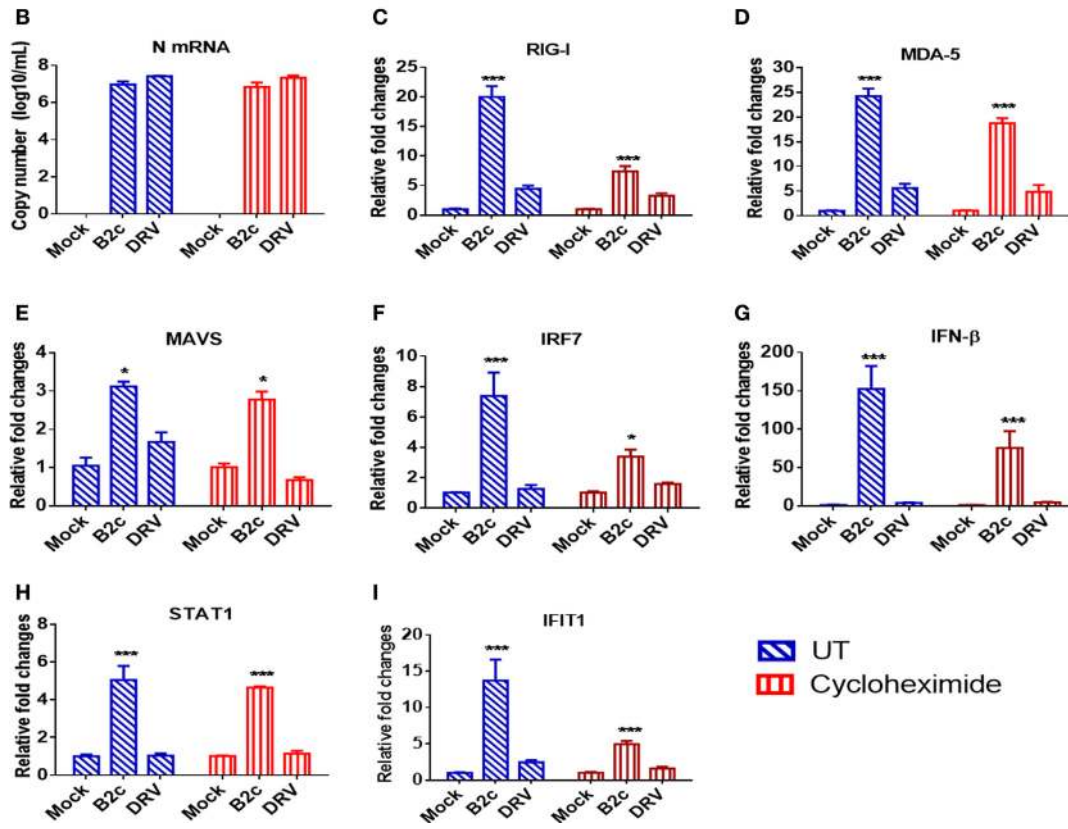 B
N mRNA
Copy number (log10/mL)
10
8
6
4
2
0
Mock
B2c
DRV
Mock
B2c
DRV
C
RIG-I
Relative fold changes
25
20
15
10
5
0
***
***
Mock
B2c
DRV
Mock
B2c
DRV
D
MDA-5
Relative fold changes
30
25
20
15
10
5
0
***
***
Mock
B2c
DRV
Mock
B2c
DRV
E
MAVS
Relative fold changes
4
3
2
1
0
*
*
Mock
B2c
DRV
Mock
B2c
DRV
F
IRF7
Relative fold changes
10
8
6
4
2
0
***
*
Mock
B2c
DRV
Mock
B2c
DRV
G
IFN-β
Relative fold changes
200
150
100
50
0
***
***
Mock
B2c
DRV
Mock
B2c
DRV
H
STAT1
Relative fold changes
8
6
4
2
0
***
***
Mock
B2c
DRV
Mock
B2c
DRV
I
IFIT1
Relative fold changes
20
15
10
5
0
***
***
Mock
B2c
DRV
Mock
B2c
DRV
UT
Cycloheximide